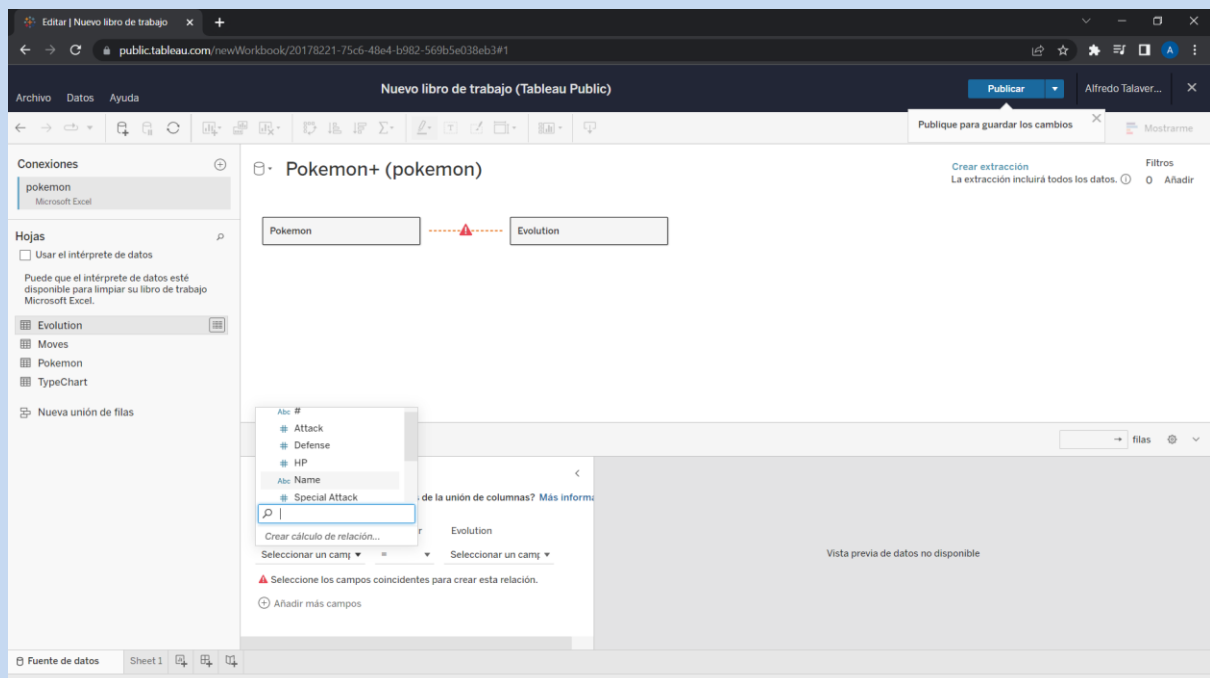 Editar | Nuevo libro de trabajo
public.tableau.com/newWorkbook/20178221-75c6-48e4-b982-569b5e038eb3#1
A
Nuevo libro de trabajo (Tableau Public)
Publicar
Alfredo Talaver...
Archivo Datos Ayuda
Publique para guardar los cambios
Mostrarme
Conexiones
pokemon
Microsoft Excel
Pokemon+ (pokemon)
Crear extracción
La extracción incluirá todos los datos.
Filtros
0 Añadir
Pokemon
Evolution
Hojas
Usar el intérprete de datos
Puede que el intérprete de datos esté
disponible para limpiar su libro de trabajo
Microsoft Excel.
Evolution
Moves
Pokemon
TypeChart
Nueva unión de filas
Abc #
# Attack
# Defense
# HP
Abc Name
# Special Attack
Crear cálculo de relación...
filas
de la unión de columnas? Más informa
Evolution
Seleccionar un camp = Seleccionar un camp
Seleccione los campos coincidentes para crear esta relación.
Añadir más campos
Vista previa de datos no disponible
Fuente de datos
Sheet 1